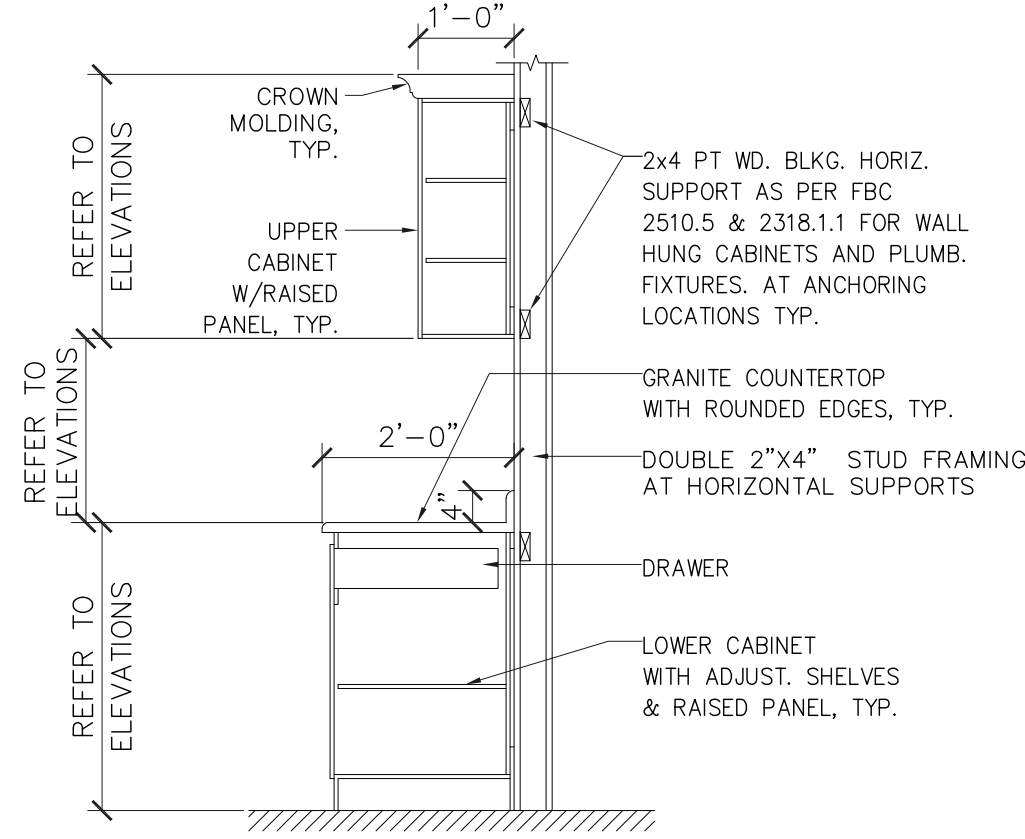 1'-0"
CROWN
MOLDING,
TYP.
REFER TO
ELEVATIONS
UPPER
CABINET
W/RAISED
PANEL, TYP.
2x4 PT WD. BLKG. HORIZ.
SUPPORT AS PER FBC
2510.5 & 2318.1.1 FOR WALL
HUNG CABINETS AND PLUMB.
FIXTURES. AT ANCHORING
LOCATIONS TYP.
REFER TO
ELEVATIONS
GRANITE COUNTERTOP
WITH ROUNDED EDGES, TYP.
2'-0"
DOUBLE 2"X4" STUD FRAMING
AT HORIZONTAL SUPPORTS
4"
REFER TO
ELEVATIONS
DRAWER
LOWER CABINET
WITH ADJUST. SHELVES
& RAISED PANEL, TYP.